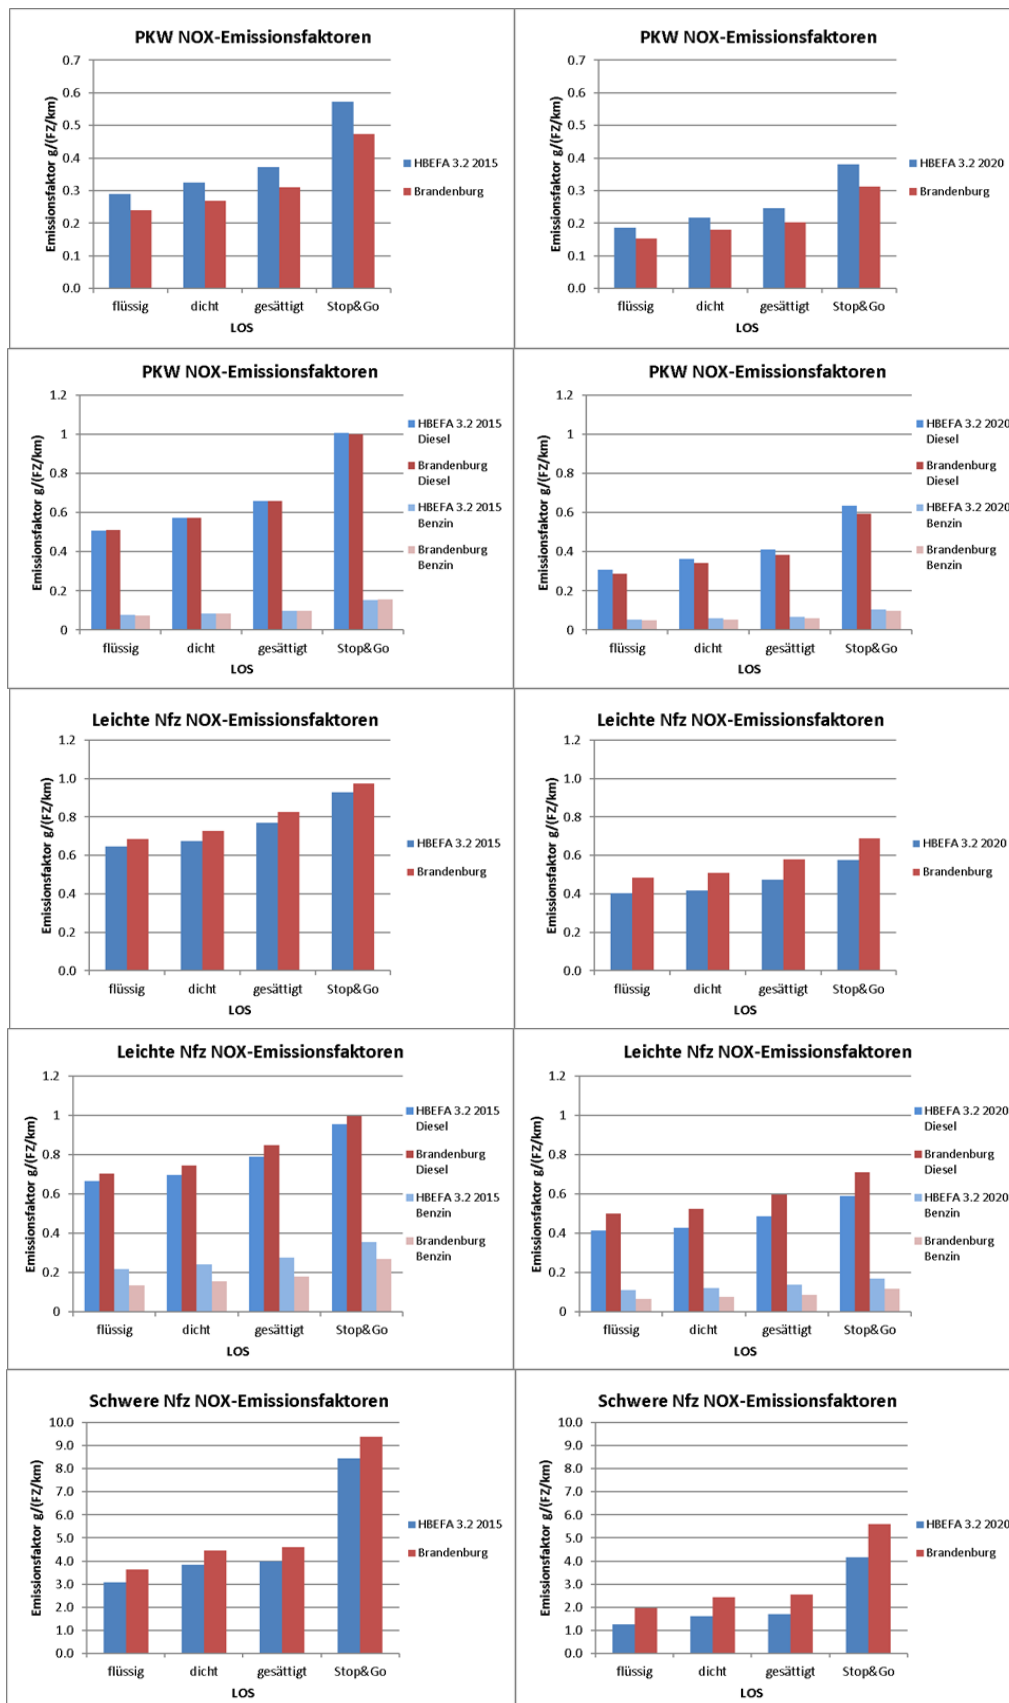 PKW NOX-Emissionsfaktoren
Emissionsfaktor g/(FZ/km)
0.7
0.6
0.5
0.4
0.3
0.2
0.1
0.0
flüssig dicht gesättigt Stop&Go
LOS
HBEFA 3.2 2015
Brandenburg
PKW NOX-Emissionsfaktoren
Emissionsfaktor g/(FZ/km)
0.7
0.6
0.5
0.4
0.3
0.2
0.1
0.0
flüssig dicht gesättigt Stop&Go
LOS
HBEFA 3.2 2020
Brandenburg
PKW NOX-Emissionsfaktoren
Emissionsfaktor g/(FZ/km)
1.2
1
0.8
0.6
0.4
0.2
0
flüssig dicht gesättigt Stop&Go
LOS
HBEFA 3.2 2015
Diesel
Brandenburg
Diesel
HBEFA 3.2 2015
Benzin
Brandenburg
Benzin
PKW NOX-Emissionsfaktoren
Emissionsfaktor g/(FZ/km)
1.2
1
0.8
0.6
0.4
0.2
0
flüssig dicht gesättigt Stop&Go
LOS
HBEFA 3.2 2020
Diesel
Brandenburg
Diesel
HBEFA 3.2 2020
Benzin
Brandenburg
Benzin
Leichte Nfz NOX-Emissionsfaktoren
Emissionsfaktor g/(FZ/km)
1.2
1.0
0.8
0.6
0.4
0.2
0.0
flüssig dicht gesättigt Stop&Go
LOS
HBEFA 3.2 2015
Brandenburg
Leichte Nfz NOX-Emissionsfaktoren
Emissionsfaktor g/(FZ/km)
1.2
1.0
0.8
0.6
0.4
0.2
0.0
flüssig dicht gesättigt Stop&Go
LOS
HBEFA 3.2 2020
Brandenburg
Leichte Nfz NOX-Emissionsfaktoren
Emissionsfaktor g/(FZ/km)
1.2
1
0.8
0.6
0.4
0.2
0
flüssig dicht gesättigt Stop&Go
LOS
HBEFA 3.2 2015
Diesel
Brandenburg
Diesel
HBEFA 3.2 2015
Benzin
Brandenburg
Benzin
Leichte Nfz NOX-Emissionsfaktoren
Emissionsfaktor g/(FZ/km)
1.2
1
0.8
0.6
0.4
0.2
0
flüssig dicht gesättigt Stop&Go
LOS
HBEFA 3.2 2020
Diesel
Brandenburg
Diesel
HBEFA 3.2 2020
Benzin
Brandenburg
Benzin
Schwere Nfz NOX-Emissionsfaktoren
Emissionsfaktor g/(FZ/km)
10.0
9.0
8.0
7.0
6.0
5.0
4.0
3.0
2.0
1.0
0.0
flüssig dicht gesättigt Stop&Go
LOS
HBEFA 3.2 2015
Brandenburg
Schwere Nfz NOX-Emissionsfaktoren
Emissionsfaktor g/(FZ/km)
10.0
9.0
8.0
7.0
6.0
5.0
4.0
3.0
2.0
1.0
0.0
flüssig dicht gesättigt Stop&Go
LOS
HBEFA 3.2 2020
Brandenburg